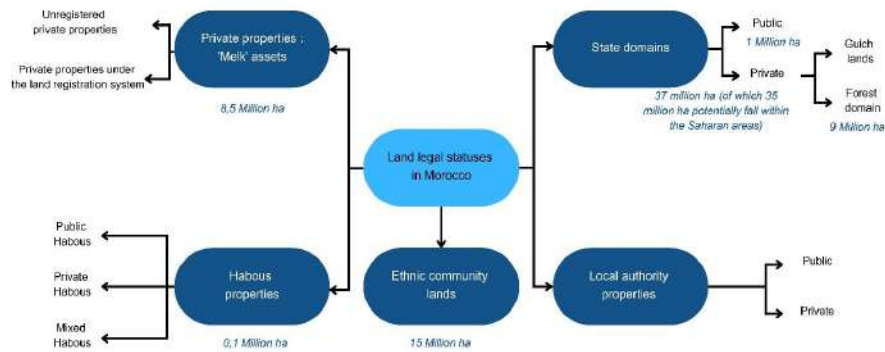 Unregistered
private properties
Private properties under
the land registration system
Private properties :
'Melk' assets
8,5 Million ha
State domains
Public
1 Million ha
Private
37 million ha (of which 35
million ha potentially fall within
the Saharan areas)
Guich
lands
Forest
domain
9 Million ha
Land legal statuses
in Morocco
Public
Habous
Private
Habous
Mixed
Habous
Habous
properties
0,1 Million ha
Ethnic community
lands
15 Million ha
Local authority
properties
Public
Private